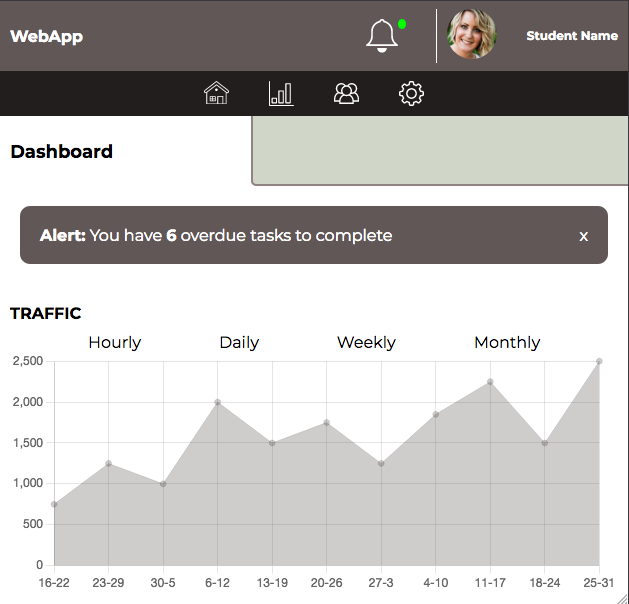 WebApp
Student Name
Dashboard
Alert: You have 6 overdue tasks to complete x
TRAFFIC
Hourly Daily Weekly Monthly
2,500
2,000
1,500
1,000
500
0
16-22 23-29 30-5 6-12 13-19 20-26 27-3 4-10 11-17 18-24 25-31